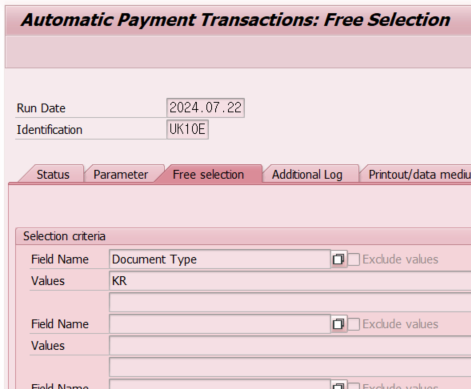 Automatic Payment Transactions: Free Selection
Run Date 2024.07.22
Identification UK10E
Status Parameter Free selection Additional Log Printout/data mediu
Selection criteria
Field Name Document Type Exclude values
Values KR
Field Name Exclude values
Values
Field Name Exclude values